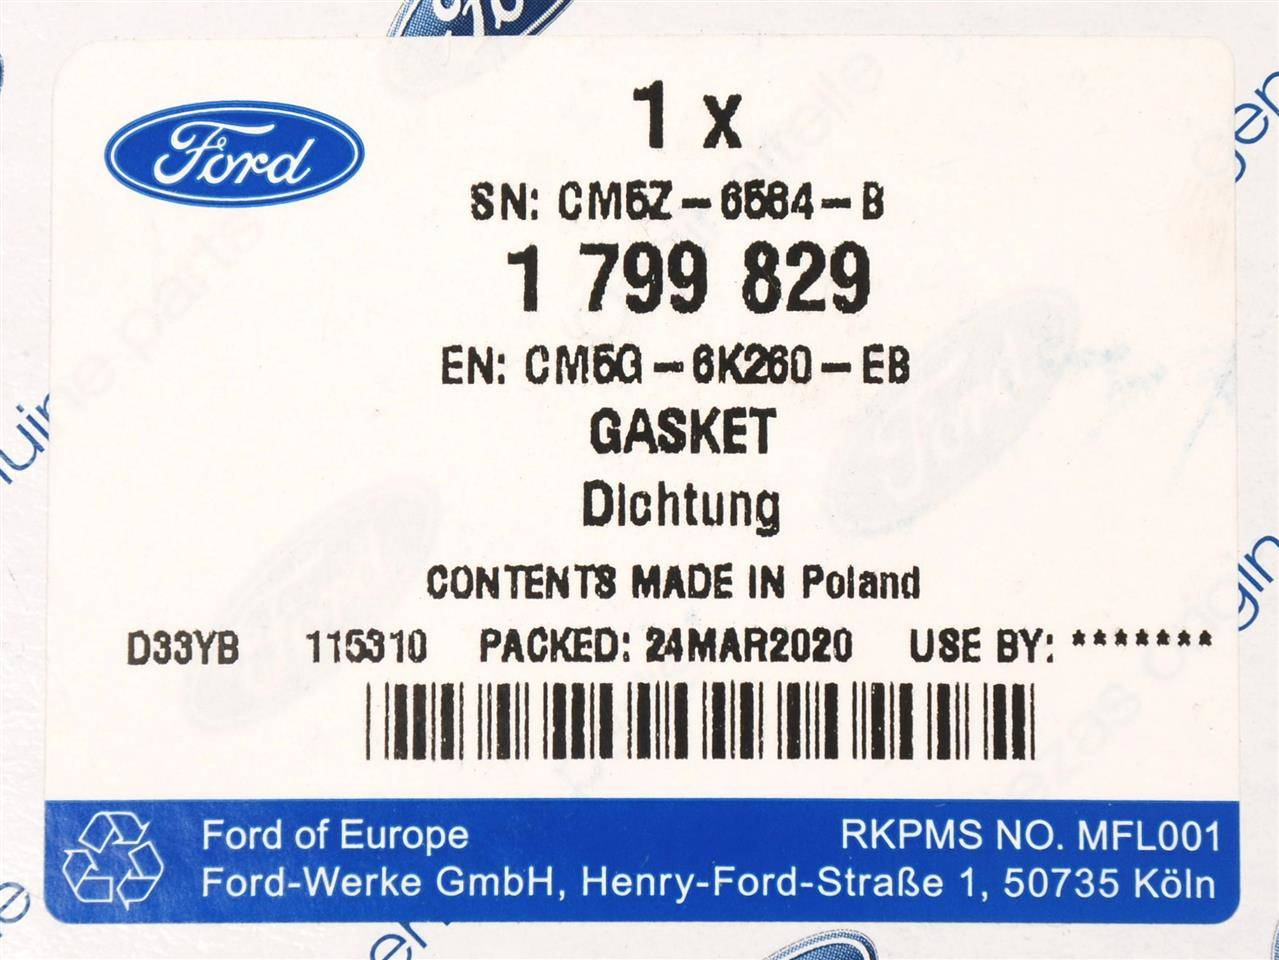 Ford
1 x
SN: CM5Z-6584-B
1 799 829
EN: CM5G-6K260-EB
GASKET
Dichtung
CONTENTS MADE IN Poland
D33YB 115310 PACKED: 24MAR2020 USE BY: *******
Ford of Europe RKPMS NO. MFL001
Ford-Werke GmbH, Henry-Ford-Straße 1, 50735 Köln